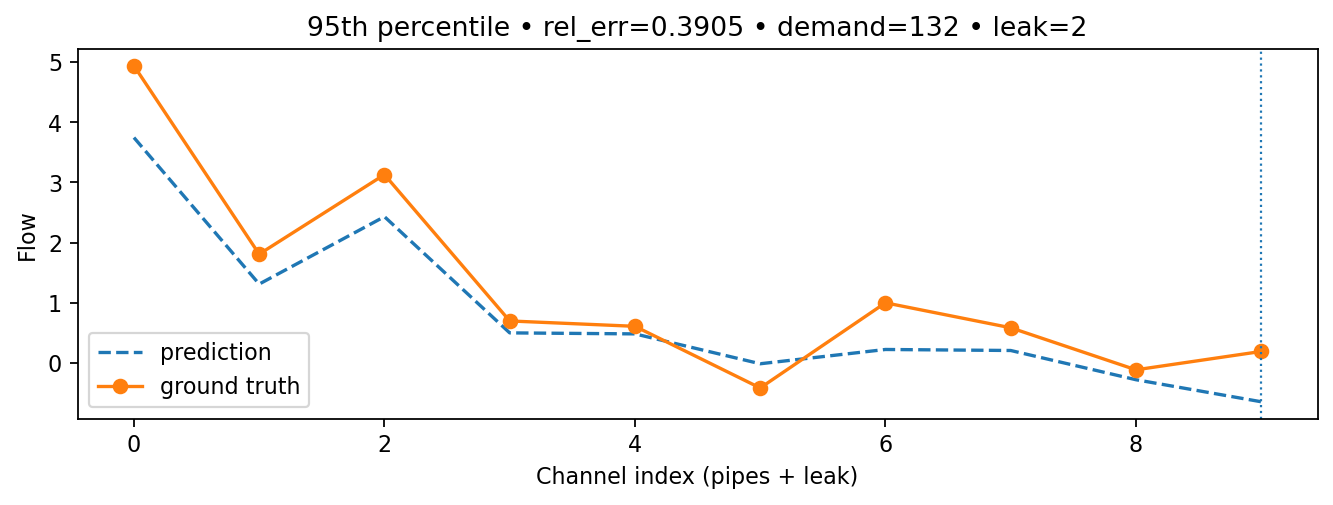 95th percentile • rel_err=0.3905 • demand=132 • leak=2
5
4
3
2
1
0
Flow
prediction
ground truth
0 2 4 6 8
Channel index (pipes + leak)